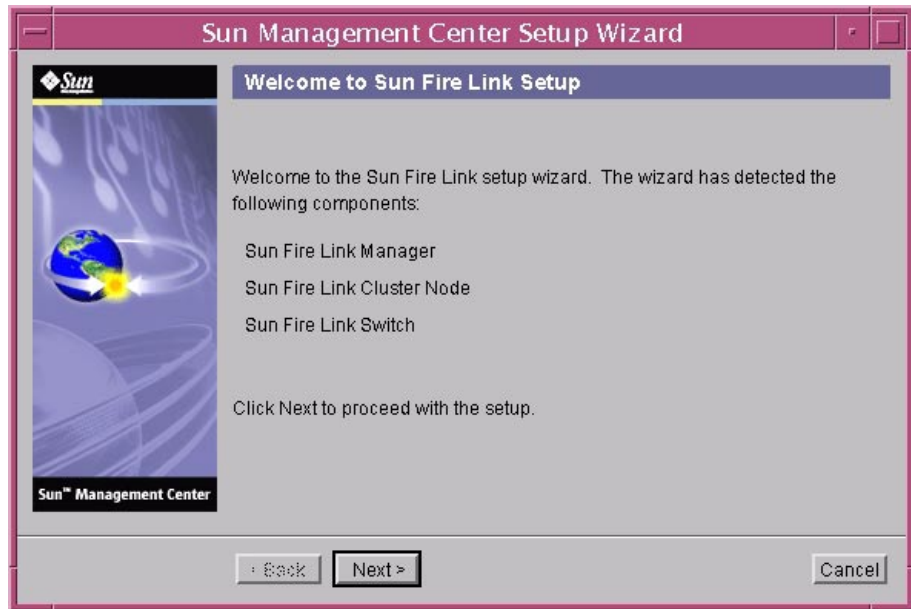 Sun Management Center Setup Wizard
Sun
Welcome to Sun Fire Link Setup
Welcome to the Sun Fire Link setup wizard. The wizard has detected the
following components:
Sun Fire Link Manager
Sun Fire Link Cluster Node
Sun Fire Link Switch
Click Next to proceed with the setup.
Sun™ Management Center
< Back
Next >
Cancel